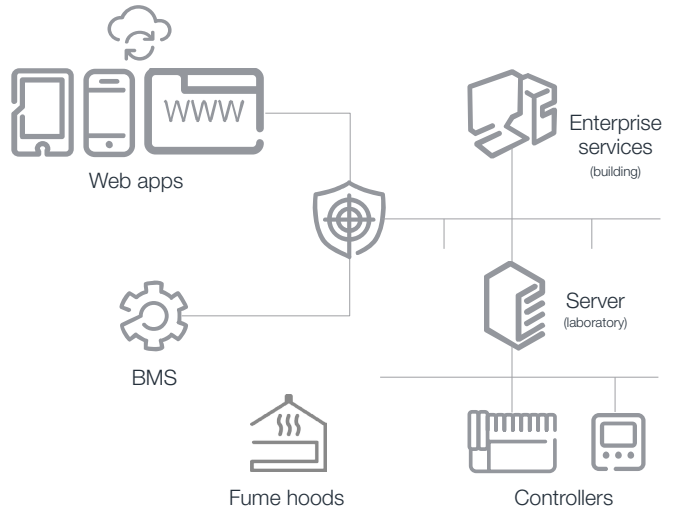 WWW
Web apps
Enterprise
services
(building)
Server
(laboratory)
BMS
Fume hoods
Controllers